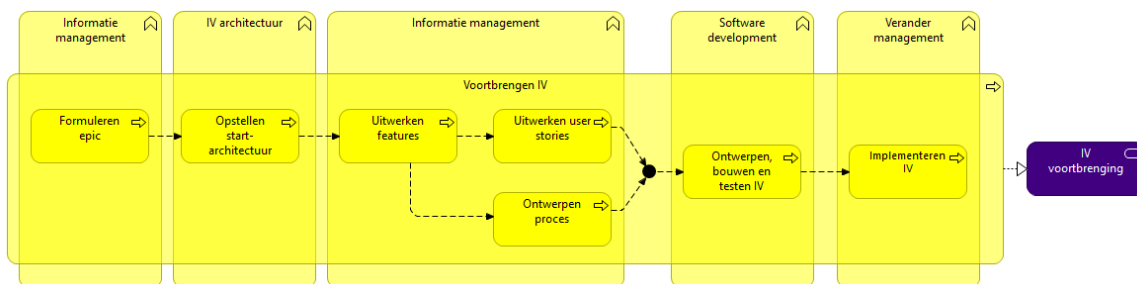 Informatie
management
IV architectuur
Informatie management
Software
development
Verander
management
Voortbrengen IV
Formuleren
epic
Opstellen
start-
architectuur
Uitwerken
features
Uitwerken user
stories
Ontwerpen
proces
Ontwerpen,
bouwen en
testen IV
Implementeren
IV
IV
voortbrenging